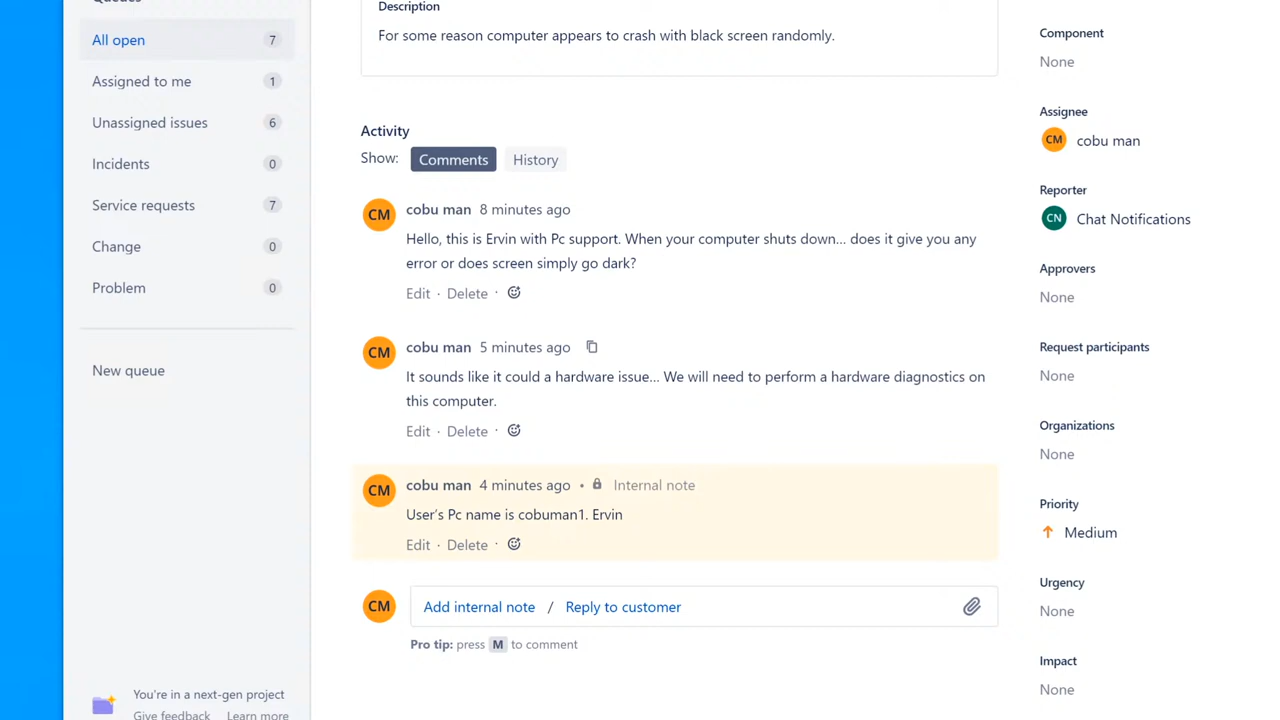 Queues
All open 7
Assigned to me 1
Unassigned issues 6
Incidents 0
Service requests 7
Change 0
Problem 0
New queue
You're in a next-gen project
Give feedback Learn more
Description
For some reason computer appears to crash with black screen randomly.
Activity
Show: Comments History
CM cobu man 8 minutes ago
Hello, this is Ervin with Pc support. When your computer shuts down... does it give you any
error or does screen simply go dark?
Edit · Delete ·
CM cobu man 5 minutes ago
It sounds like it could a hardware issue... We will need to perform a hardware diagnostics on
this computer.
Edit · Delete ·
CM cobu man 4 minutes ago • Internal note
User's Pc name is cobuman1. Ervin
Edit · Delete ·
CM Add internal note / Reply to customer
Pro tip: press M to comment
Component
None
Assignee
CM cobu man
Reporter
CN Chat Notifications
Approvers
None
Request participants
None
Organizations
None
Priority
Medium
Urgency
None
Impact
None